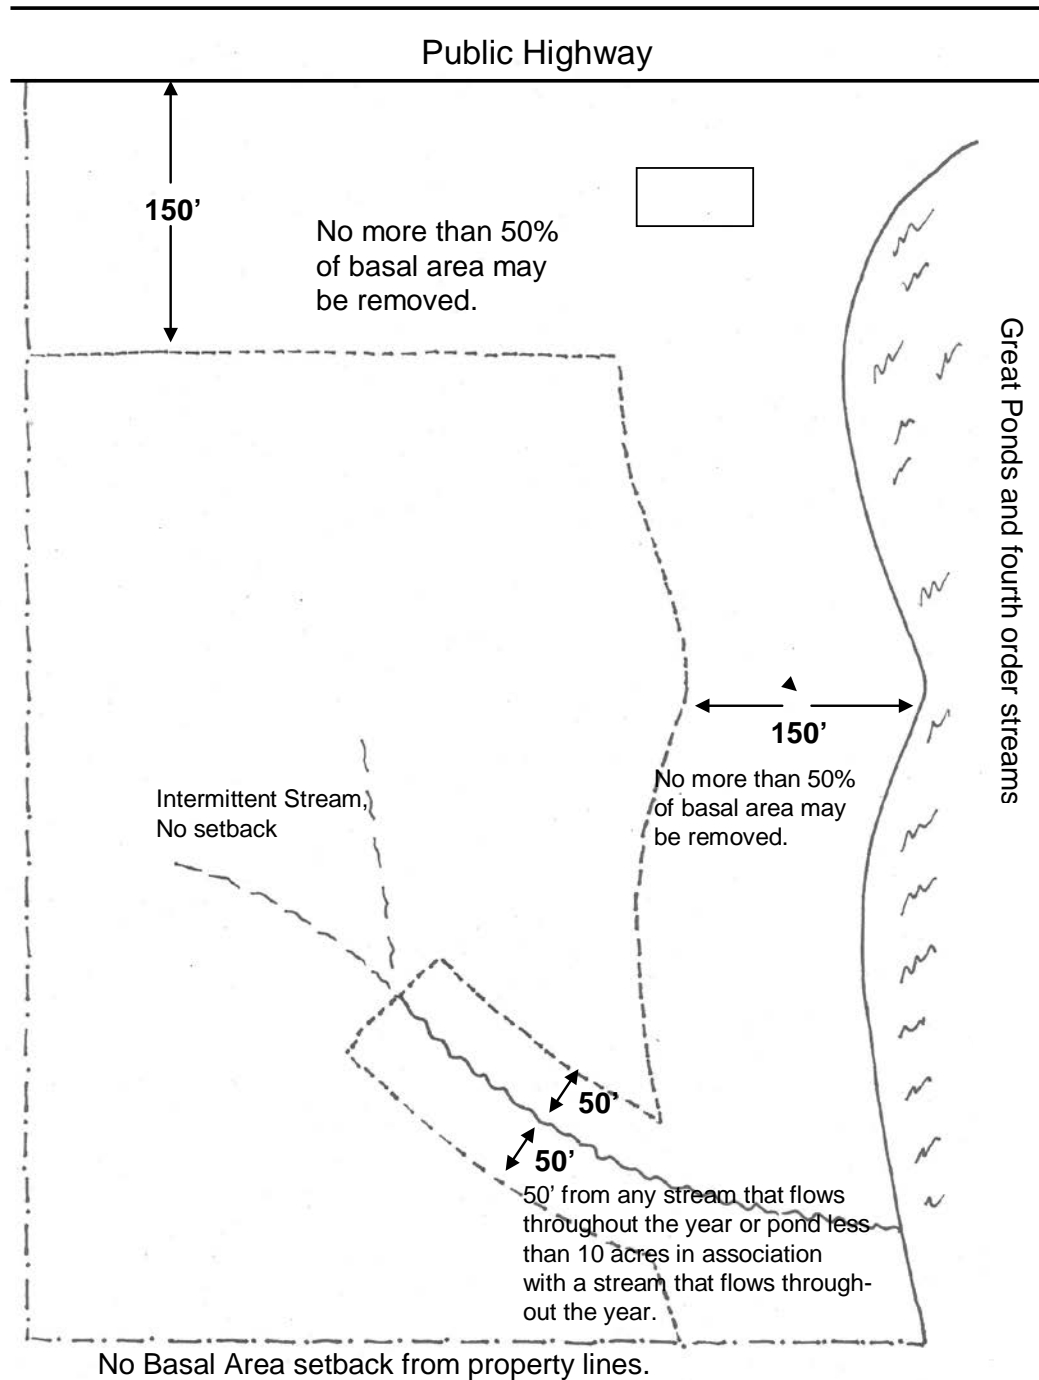 Public Highway
150’
No more than 50%
of basal area may
be removed.
Great Ponds and fourth order streams
150’
No more than 50%
of basal area may
be removed.
Intermittent Stream,
No setback
50’
50’
50’ from any stream that flows
throughout the year or pond less
than 10 acres in association
with a stream that flows through-
out the year.
No Basal Area setback from property lines.